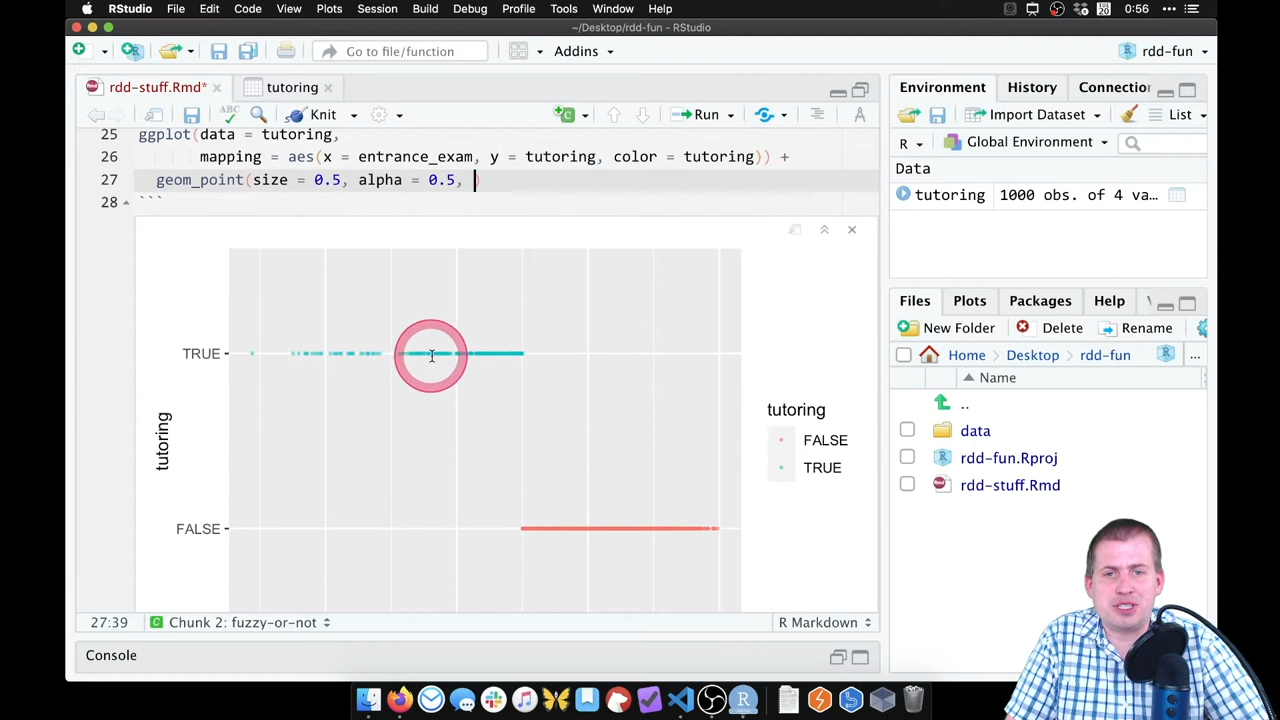 RStudio File Edit Code View Plots Session Build Debug Profile Tools Window Help 0:56
~/Desktop/rdd-fun - RStudio
Go to file/function Addins rdd-fun
rdd-stuff.Rmd* tutoring
Knit Run
25 ggplot(data = tutoring,
26 mapping = aes(x = entrance_exam, y = tutoring, color = tutoring)) +
27 geom_point(size = 0.5, alpha = 0.5, )
28 ```
TRUE
FALSE
tutoring
tutoring
FALSE
TRUE
27:39 Chunk 2: fuzzy-or-not R Markdown
Console
Environment History Connectio
Import Dataset List
R Global Environment
Data
tutoring 1000 obs. of 4 va…
Files Plots Packages Help
New Folder Delete Rename
Home Desktop rdd-fun ...
Name
..
data
rdd-fun.Rproj
rdd-stuff.Rmd